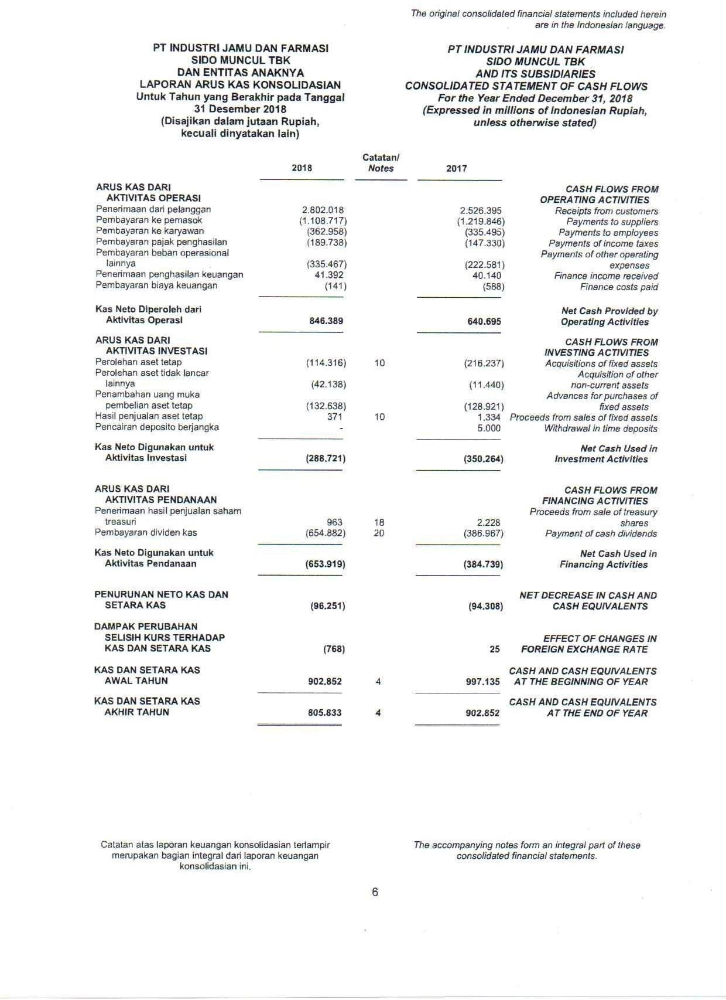 The original consolidated financial statements included herein
are in the Indonesian language.
PT INDUSTRI JAMU DAN FARMASI
SIDO MUNCUL TBK
DAN ENTITAS ANAKNYA
LAPORAN ARUS KAS KONSOLIDASIAN
Untuk Tahun yang Berakhir pada Tanggal
31 Desember 2018
(Disajikan dalam jutaan Rupiah,
kecuali dinyatakan lain)
PT INDUSTRI JAMU DAN FARMASI
SIDO MUNCUL TBK
AND ITS SUBSIDIARIES
CONSOLIDATED STATEMENT OF CASH FLOWS
For the Year Ended December 31, 2018
(Expressed in millions of Indonesian Rupiah,
unless otherwise stated)
Catatan/
2018 Notes 2017
ARUS KAS DARI CASH FLOWS FROM
AKTIVITAS OPERASI OPERATING ACTIVITIES
Penerimaan dari pelanggan 2.802.018 2.526.395 Receipts from customers
Pembayaran ke pemasok (1.108.717) (1.219.846) Payments to suppliers
Pembayaran ke karyawan (362.958) (335.495) Payments to employees
Pembayaran pajak penghasilan (189.738) (147.330) Payments of income taxes
Pembayaran beban operasional Payments of other operating
lainnya (335.467) (222.581) expenses
Penerimaan penghasilan keuangan 41.392 40.140 Finance income received
Pembayaran biaya keuangan (141) (588) Finance costs paid
Kas Neto Diperoleh dari Net Cash Provided by
Aktivitas Operasi 846.389 640.695 Operating Activities
ARUS KAS DARI CASH FLOWS FROM
AKTIVITAS INVESTASI INVESTING ACTIVITIES
Perolehan aset tetap (114.316) 10 (216.237) Acquisitions of fixed assets
Perolehan aset tidak lancar Acquisition of other
lainnya (42.138) (11.440) non-current assets
Penambahan uang muka Advances for purchases of
pembelian aset tetap (132.638) (128.921) fixed assets
Hasil penjualan aset tetap 371 10 1.334 Proceeds from sales of fixed assets
Pencairan deposito berjangka - 5.000 Withdrawal in time deposits
Kas Neto Digunakan untuk Net Cash Used in
Aktivitas Investasi (288.721) (350.264) Investment Activities
ARUS KAS DARI CASH FLOWS FROM
AKTIVITAS PENDANAAN FINANCING ACTIVITIES
Penerimaan hasil penjualan saham Proceeds from sale of treasury
treasuri 963 18 2.228 shares
Pembayaran dividen kas (654.882) 20 (386.967) Payment of cash dividends
Kas Neto Digunakan untuk Net Cash Used in
Aktivitas Pendanaan (653.919) (384.739) Financing Activities
PENURUNAN NETO KAS DAN NET DECREASE IN CASH AND
SETARA KAS (96.251) (94.308) CASH EQUIVALENTS
DAMPAK PERUBAHAN
SELISIH KURS TERHADAP EFFECT OF CHANGES IN
KAS DAN SETARA KAS (768) 25 FOREIGN EXCHANGE RATE
KAS DAN SETARA KAS CASH AND CASH EQUIVALENTS
AWAL TAHUN 902.852 4 997.135 AT THE BEGINNING OF YEAR
KAS DAN SETARA KAS CASH AND CASH EQUIVALENTS
AKHIR TAHUN 805.833 4 902.852 AT THE END OF YEAR
Catatan atas laporan keuangan konsolidasian terlampir
merupakan bagian integral dari laporan keuangan
konsolidasian ini.
The accompanying notes form an integral part of these
consolidated financial statements.
6